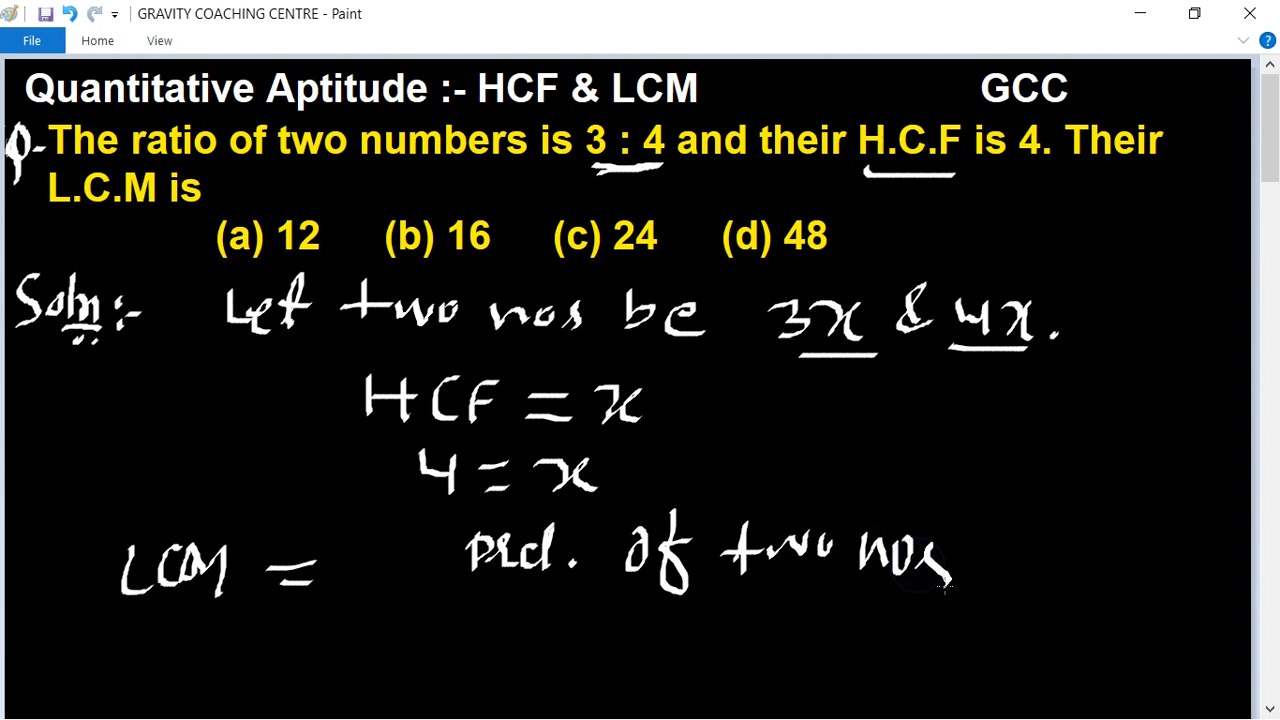 GRAVITY COACHING CENTRE - Paint
File Home View
Quantitative Aptitude :- HCF & LCM GCC
Q- The ratio of two numbers is 3 : 4 and their H.C.F is 4. Their
L.C.M is
(a) 12 (b) 16 (c) 24 (d) 48
Soln:- Let two nos be 3x & 4x.
HCF = x
4 = x
LCM = prd. of two nos